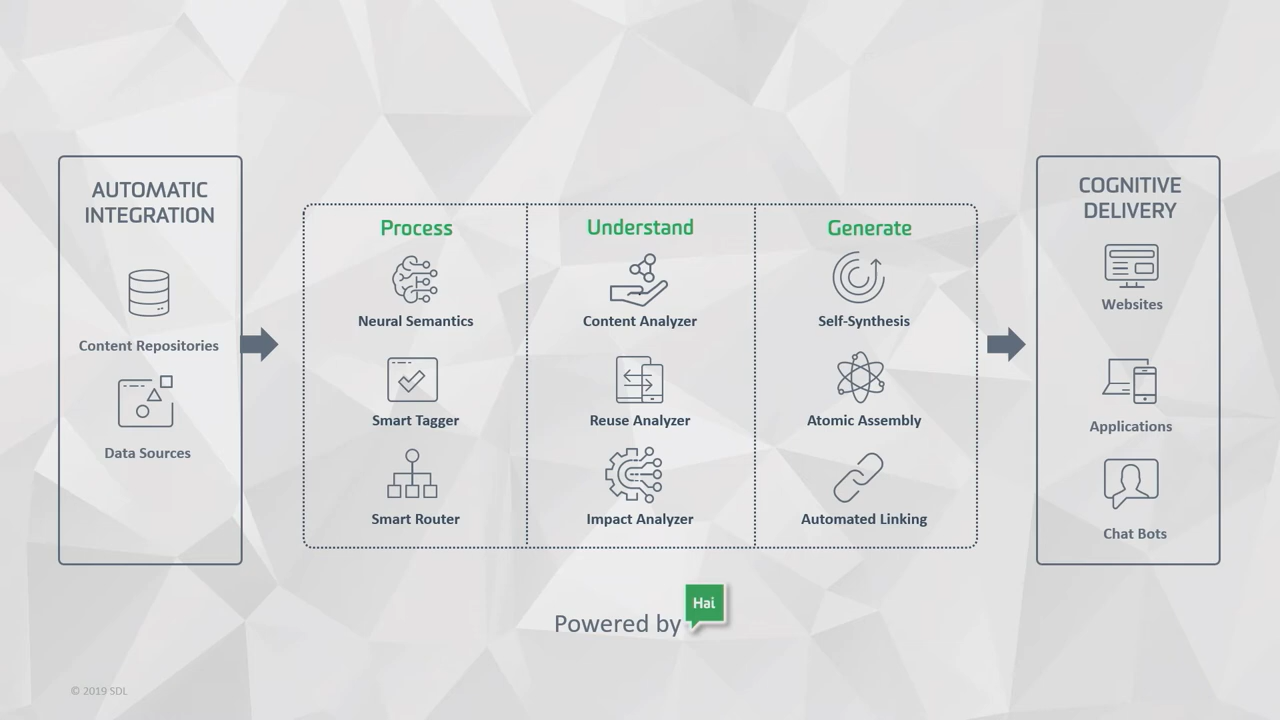 AUTOMATIC
INTEGRATION
Content Repositories
Data Sources
Process
Neural Semantics
Smart Tagger
Smart Router
Understand
Content Analyzer
Reuse Analyzer
Impact Analyzer
Generate
Self-Synthesis
Atomic Assembly
Automated Linking
COGNITIVE
DELIVERY
Websites
Applications
Chat Bots
Powered by Hai
© 2019 SDL